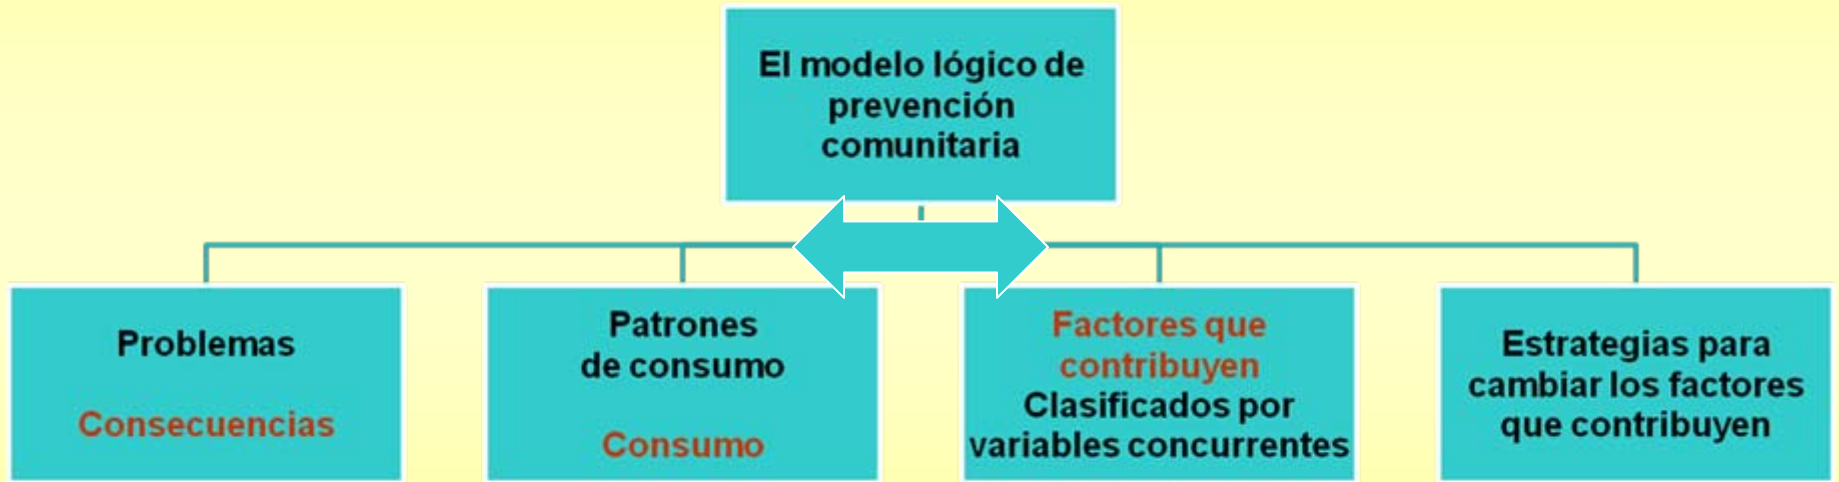 El modelo lógico de
prevención
comunitaria
Problemas
Consecuencias
Patrones
de consumo
Consumo
Factores que
contribuyen
Clasificados por
variables concurrentes
Estrategias para
cambiar los factores
que contribuyen